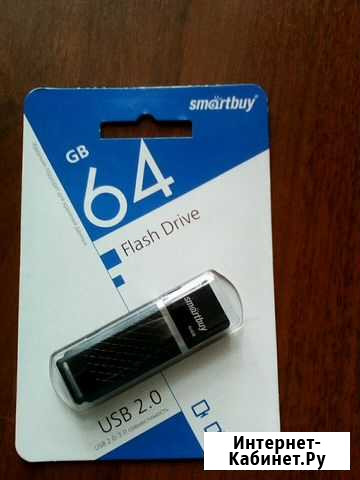 smartbuy
GB
64
Flash Drive
smartbuy
USB 2.0
Интернет-
Кабинет.Ру